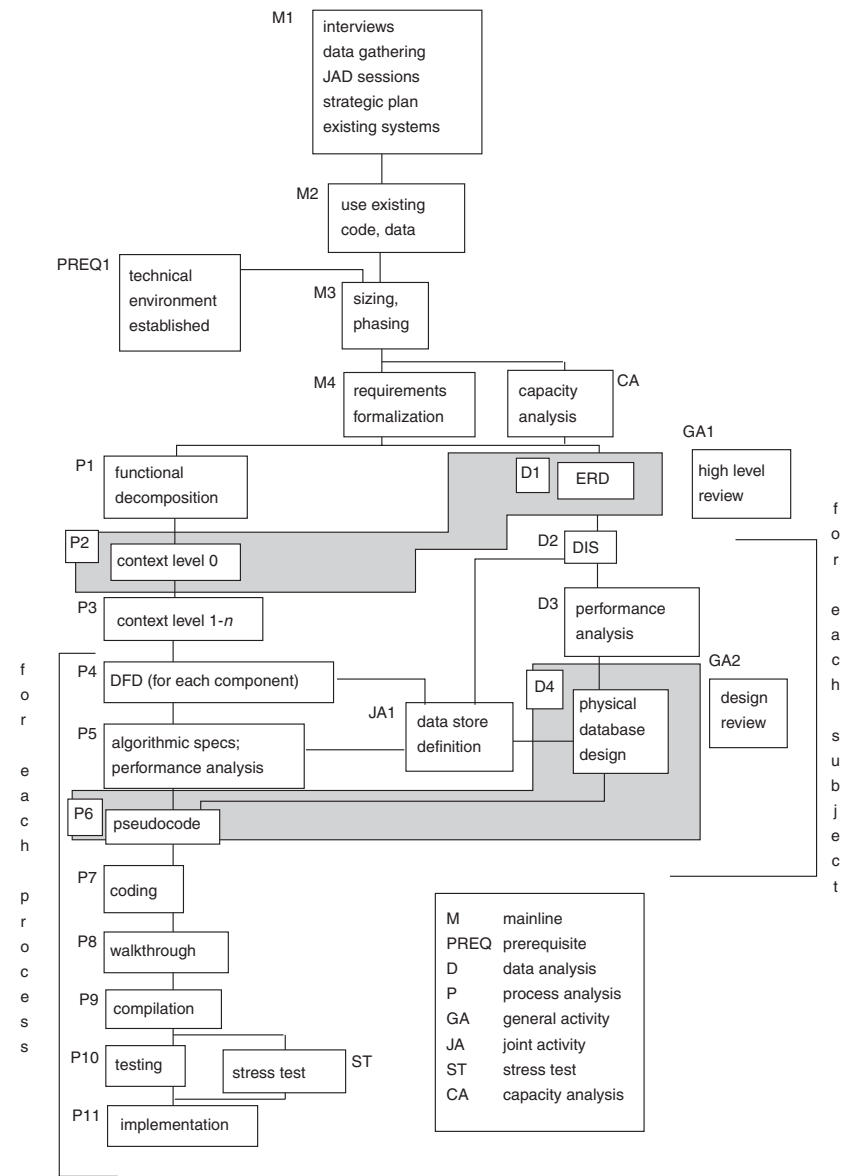 M1
interviews
data gathering
JAD sessions
strategic plan
existing systems
M2
use existing
code, data
PREQ1
technical
environment
established
M3
sizing,
phasing
M4
requirements
formalization
capacity
analysis
CA
P1
functional
decomposition
D1
ERD
GA1
high level
review
P2
context level 0
D2
DIS
P3
context level 1-n
D3
performance
analysis
for each subject
P4
DFD (for each component)
JA1
data store
definition
D4
physical
database
design
GA2
design
review
P5
algorithmic specs;
performance analysis
for each process
P6
pseudocode
P7
coding
P8
walkthrough
P9
compilation
P10
testing
stress test
ST
P11
implementation
M mainline
PREQ prerequisite
D data analysis
P process analysis
GA general activity
JA joint activity
ST stress test
CA capacity analysis